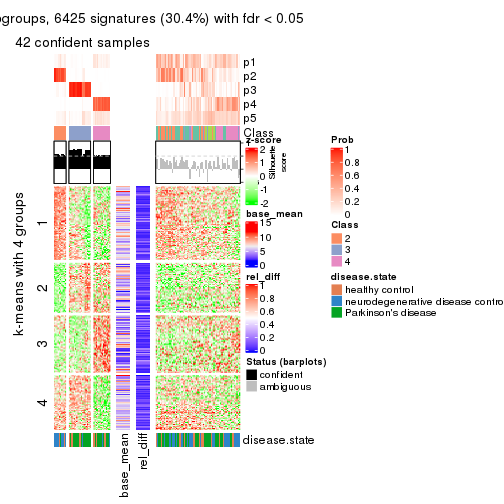 ogroups, 6425 signatures (30.4%) with fdr < 0.05
42 confident samples
p1
p2
p3
p4
p5
Class
z-score
2
1
0
-1
-2
Silhouette
score
base_mean
15
10
5
0
rel_diff
1
0.8
0.6
0.4
0.2
0
Status (barplots)
confident
ambiguous
Prob
1
0.8
0.6
0.4
0.2
0
Class
2
3
4
disease.state
healthy control
neurodegenerative disease contro
Parkinson's disease
k-means with 4 groups
1
2
3
4
disease.state
base_mean
rel_diff